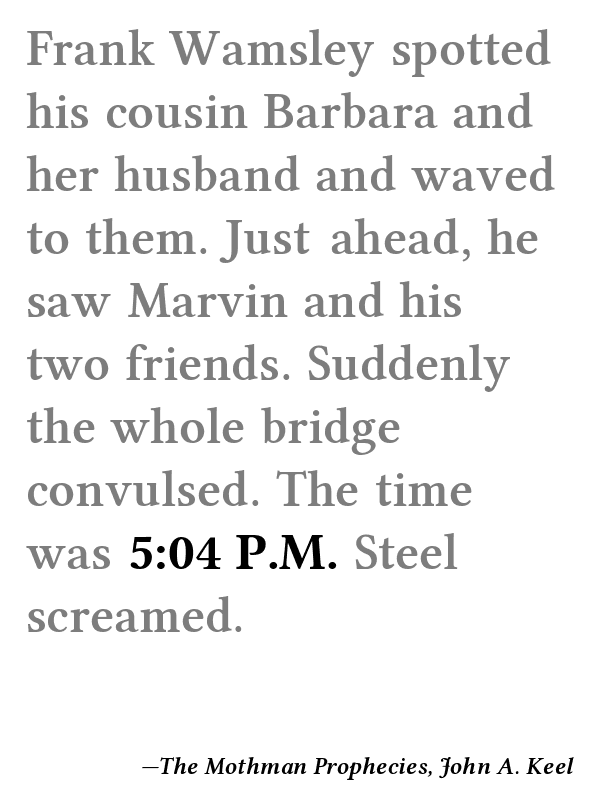 Frank Wamsley spotted
his cousin Barbara and
her husband and waved
to them. Just ahead, he
saw Marvin and his
two friends. Suddenly
the whole bridge
convulsed. The time
was 5:04 P.M. Steel
screamed.
—The Mothman Prophecies, John A. Keel